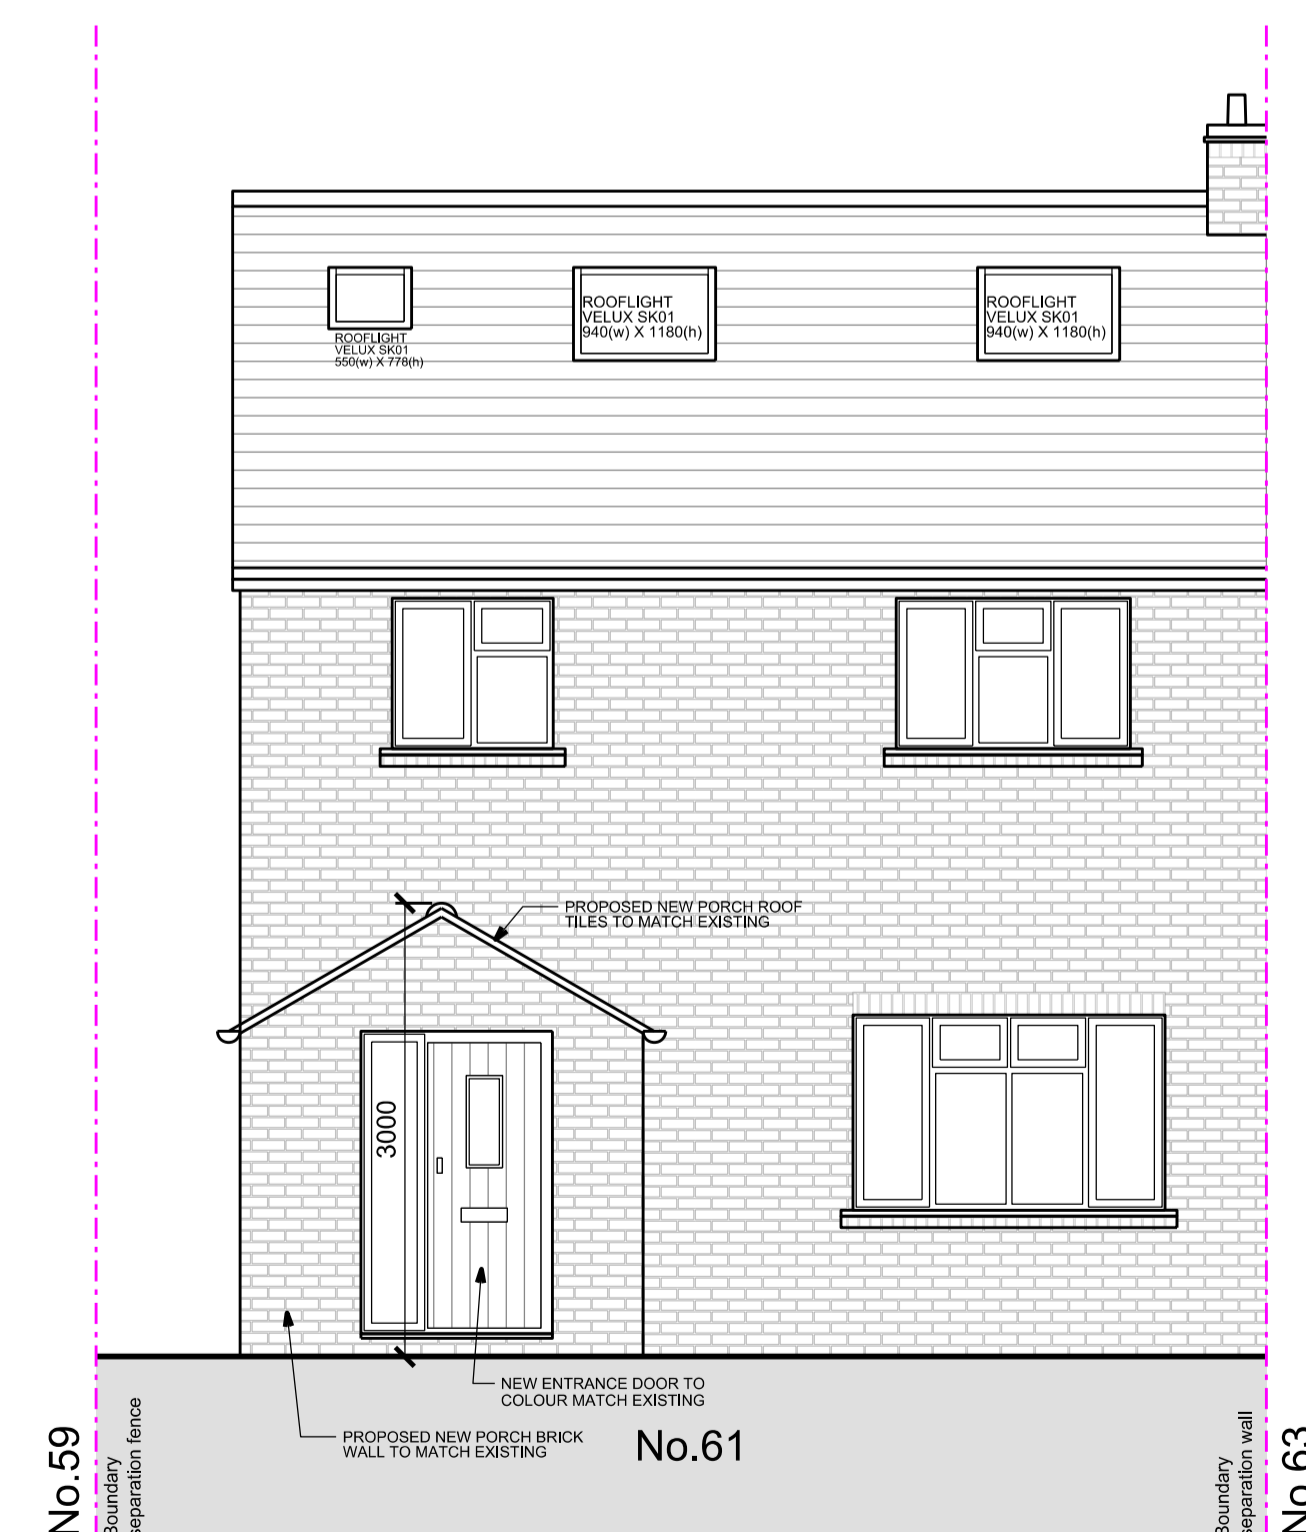 ROOFLIGHT
VELUX SK01
550(w) X 778(h)
ROOFLIGHT
VELUX SK01
940(w) X 1180(h)
ROOFLIGHT
VELUX SK01
940(w) X 1180(h)
PROPOSED NEW PORCH ROOF
TILES TO MATCH EXISTING
3000
NEW ENTRANCE DOOR TO
COLOUR MATCH EXISTING
PROPOSED NEW PORCH BRICK
WALL TO MATCH EXISTING
No.61
No.59
Boundary
separation fence
Boundary
separation wall
No.63